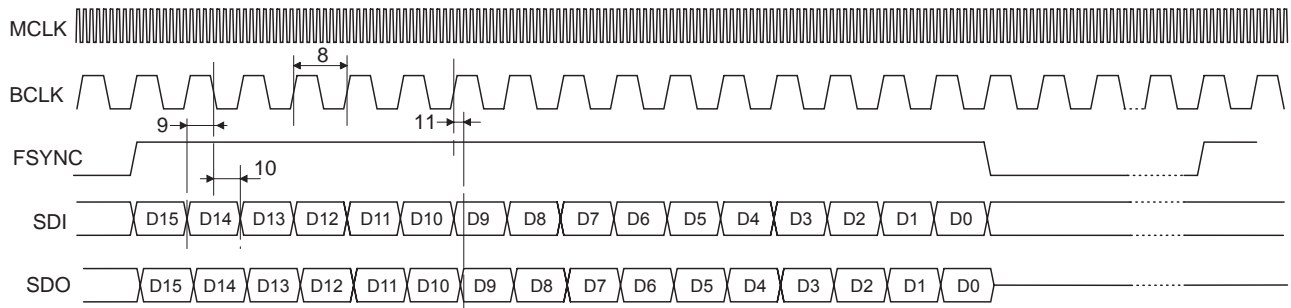 MCLK
8
BCLK
9
11
FSYNC
10
SDI D15 D14 D13 D12 D11 D10 D9 D8 D7 D6 D5 D4 D3 D2 D1 D0
SDO D15 D14 D13 D12 D11 D10 D9 D8 D7 D6 D5 D4 D3 D2 D1 D0